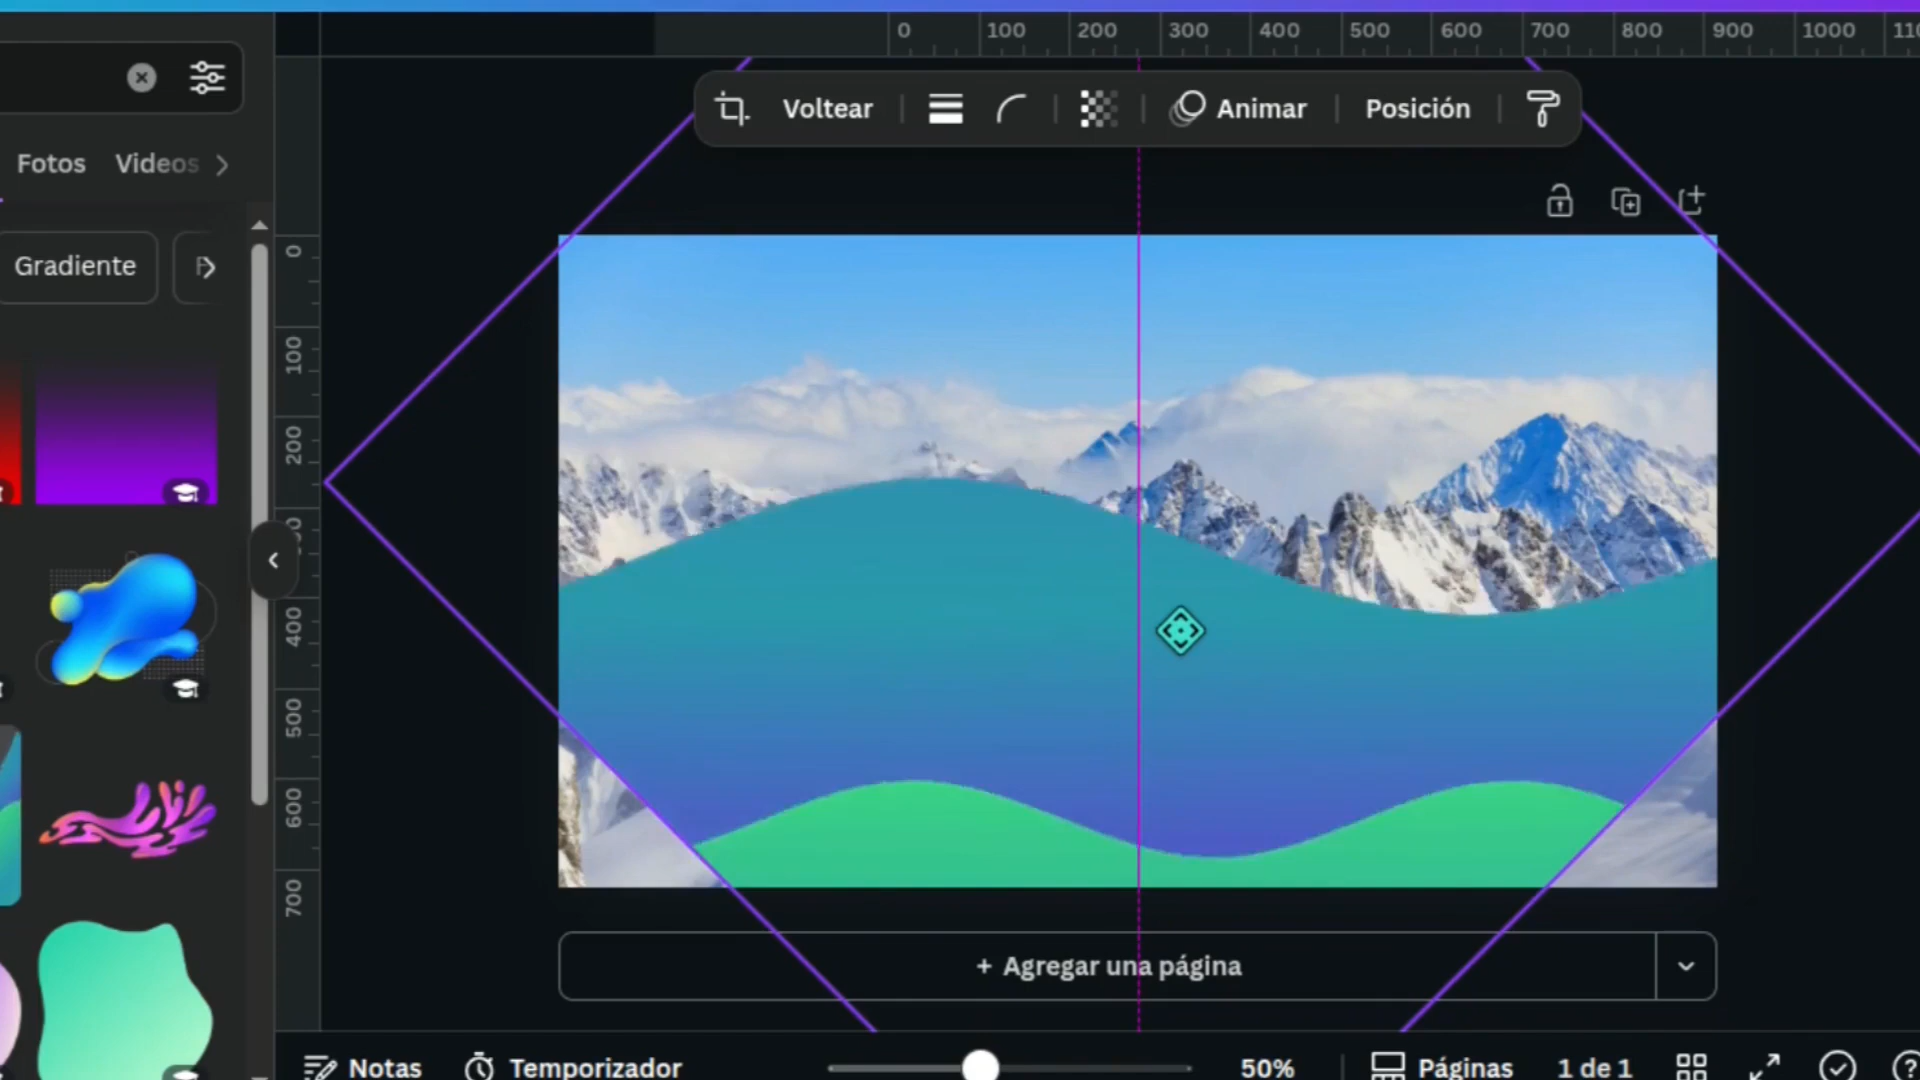 0 100 200 300 400 500 600 700 800 900 1000
Voltear Animar Posición
Fotos Videos
Gradiente
0
100
200
400
500
600
700
+ Agregar una página
Notas Temporizador 50% Páginas 1 de 1